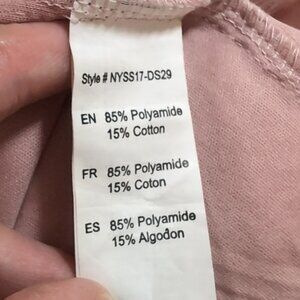 Style # NYSS17-DS29
EN 85% Polyamide
15% Cotton
FR 85% Polyamide
15% Coton
ES 85% Polyamide
15% Algodon